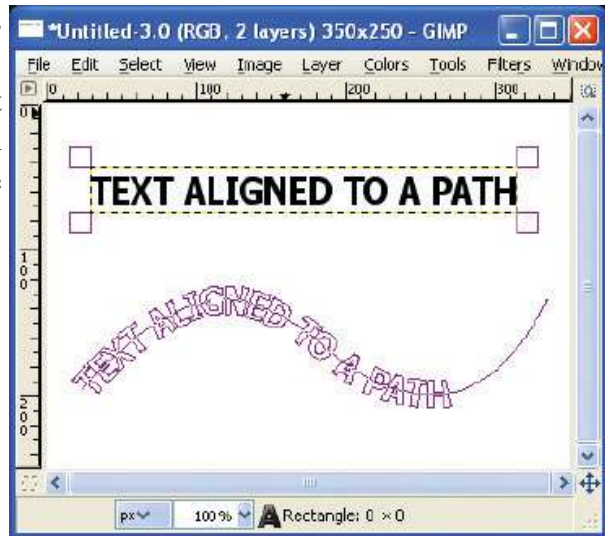 *Untitled-3.0 (RGB, 2 layers) 350x250 – GIMP
File Edit Select View Image Layer Colors Tools Filters Window
0 100 200 300
0
TEXT ALIGNED TO A PATH
100
TEXT ALIGNED TO A PATH
200
px 100% Rectangle: 0 × 0